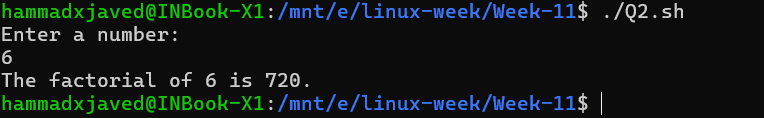 hammadxjaved@INBook-X1:/mnt/e/linux-week/Week-11$ ./Q2.sh
Enter a number:
6
The factorial of 6 is 720.
hammadxjaved@INBook-X1:/mnt/e/linux-week/Week-11$